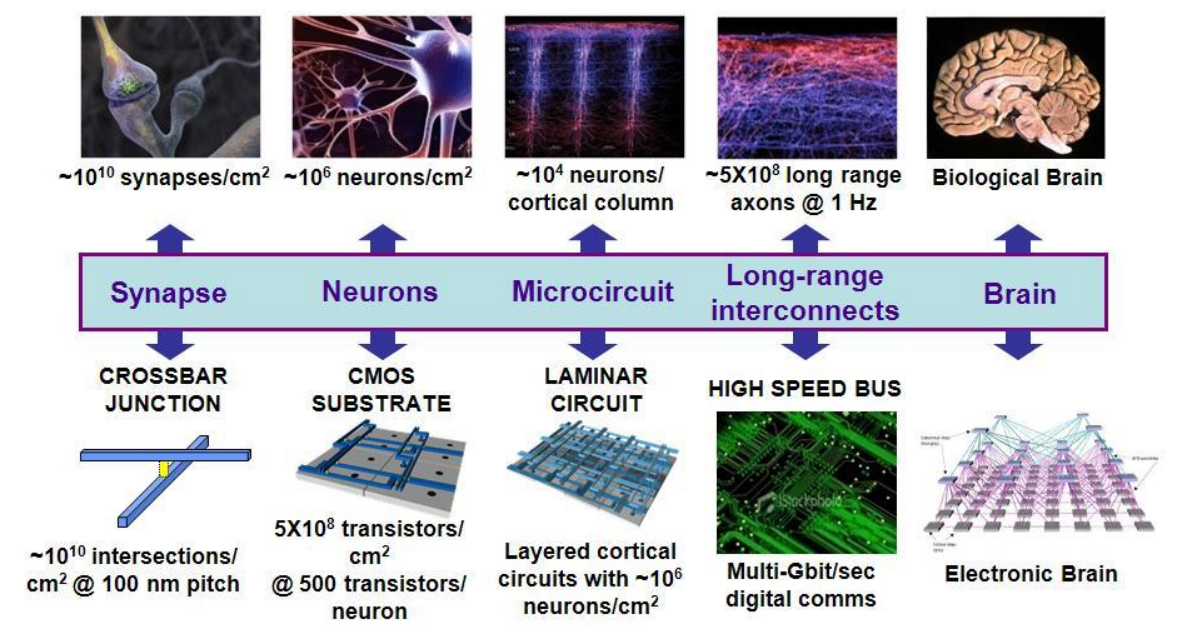 ~10¹⁰ synapses/cm²
~10⁶ neurons/cm²
~10⁴ neurons/
cortical column
~5X10⁸ long range
axons @ 1 Hz
Biological Brain
Synapse
Neurons
Microcircuit
Long-range
interconnects
Brain
CROSSBAR
JUNCTION
~10¹⁰ intersections/
cm² @ 100 nm pitch
CMOS
SUBSTRATE
5X10⁸ transistors/
cm²
@ 500 transistors/
neuron
LAMINAR
CIRCUIT
Layered cortical
circuits with ~10⁶
neurons/cm²
HIGH SPEED BUS
iStockphoto
Multi-Gbit/sec
digital comms
Electronic Brain